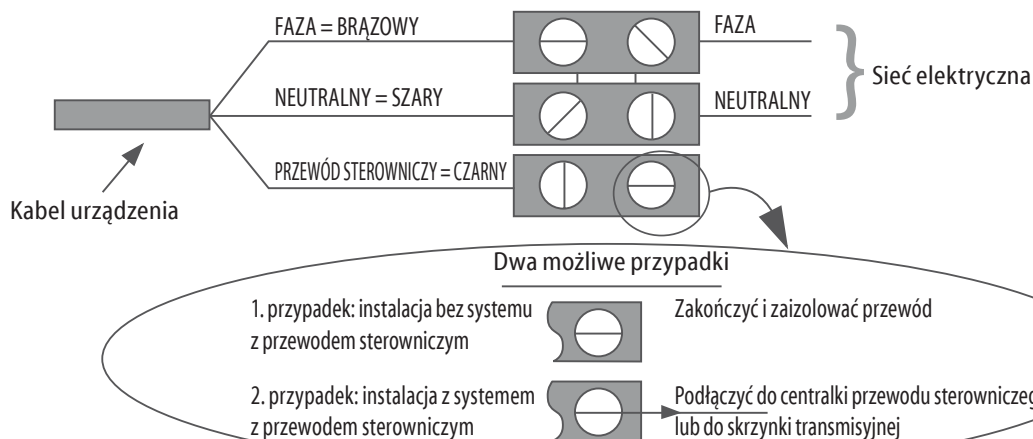 FAZA = BRĄZOWY
FAZA
Sieć elektryczna
NEUTRALNY = SZARY
NEUTRALNY
PRZEWÓD STEROWNICZY = CZARNY
Kabel urządzenia
Dwa możliwe przypadki
1. przypadek: instalacja bez systemu
z przewodem sterowniczym
Zakończyć i zaizolować przewód
2. przypadek: instalacja z systemem
z przewodem sterowniczym
Podłączyć do centralki przewodu sterowniczeg
lub do skrzynki transmisyjnej